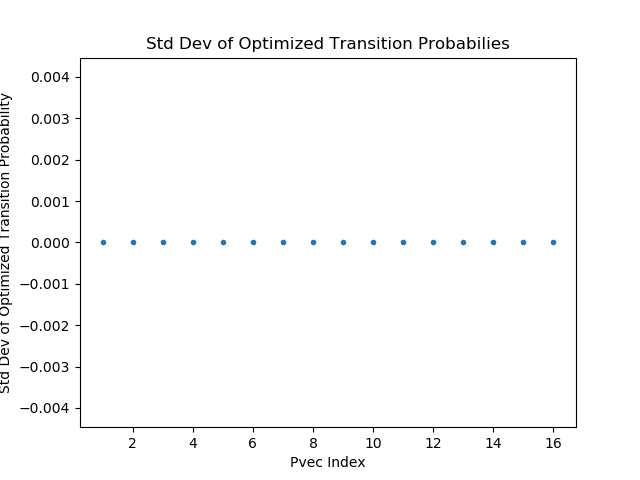 Std Dev of Optimized Transition Probabilies
Std Dev of Optimized Transition Probability
0.004
0.003
0.002
0.001
0.000
−0.001
−0.002
−0.003
−0.004
2 4 6 8 10 12 14 16
Pvec Index